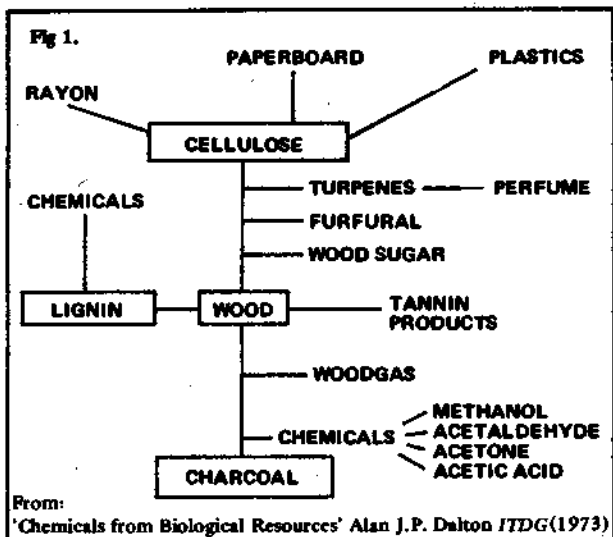 Fig 1.
PAPERBOARD
PLASTICS
RAYON
CELLULOSE
TURPENES
PERFUME
CHEMICALS
FURFURAL
WOOD SUGAR
LIGNIN
WOOD
TANNIN
PRODUCTS
WOODGAS
METHANOL
CHEMICALS
ACETALDEHYDE
ACETONE
ACETIC ACID
CHARCOAL
From:
'Chemicals from Biological Resources' Alan J.P. Dalton ITDG(1973)